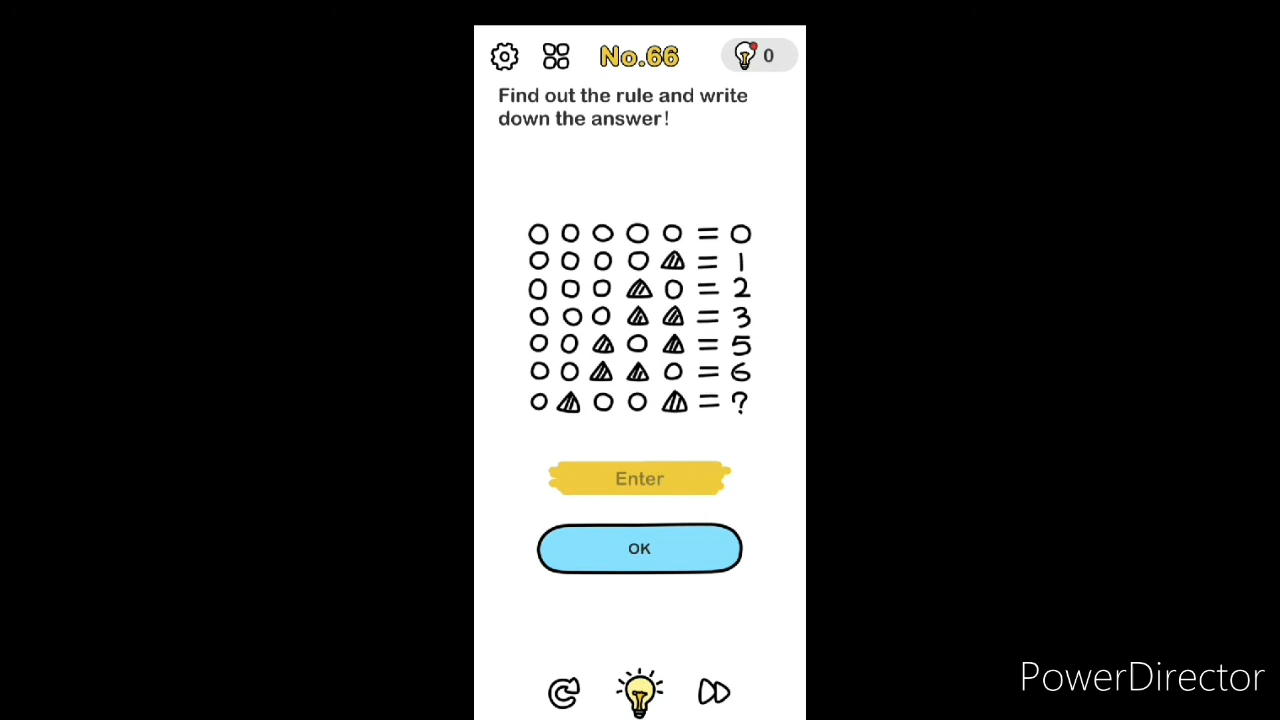 No.66
0
Find out the rule and write
down the answer!
= 0
= 1
= 2
= 3
= 5
= 6
= ?
Enter
OK
PowerDirector